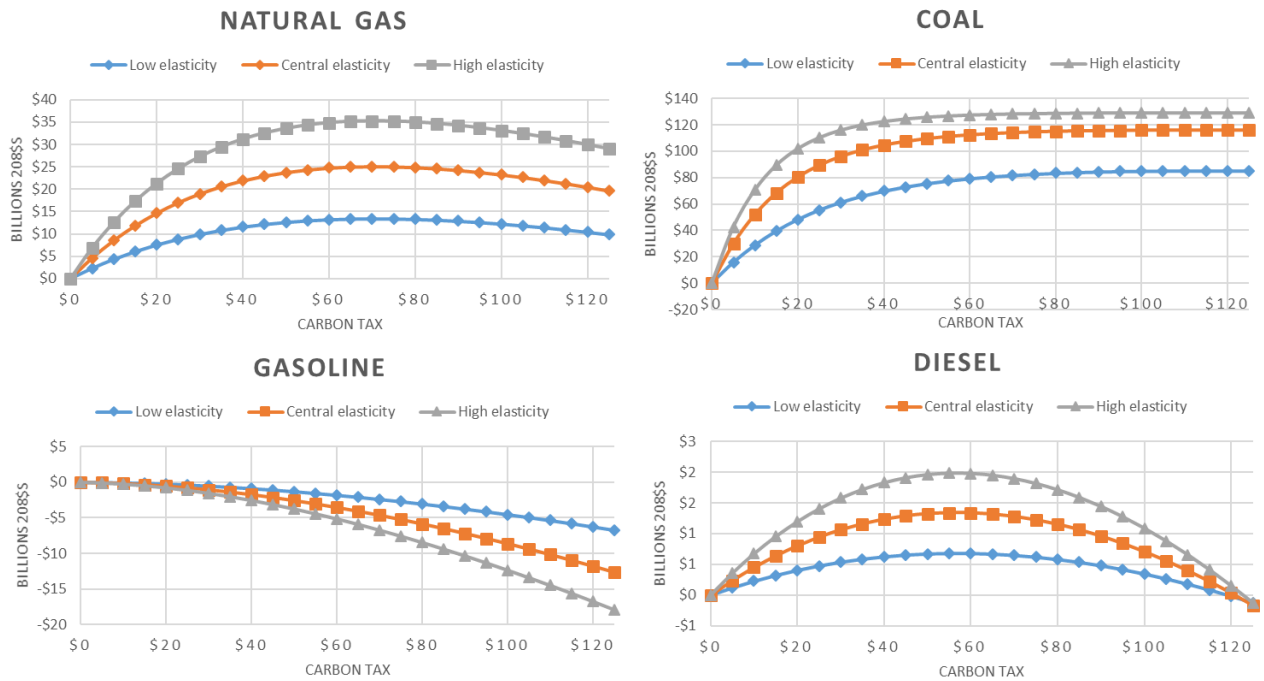 NATURAL GAS
Low elasticity Central elasticity High elasticity
BILLIONS 208$$
$40
$35
$30
$25
$20
$15
$10
$5
$0
$0 $20 $40 $60 $80 $100 $120
CARBON TAX
COAL
Low elasticity Central elasticity High elasticity
BILLIONS 208$$
$140
$120
$100
$80
$60
$40
$20
$0
-$20
$0 $20 $40 $60 $80 $100 $120
CARBON TAX
GASOLINE
Low elasticity Central elasticity High elasticity
BILLIONS 208$$
$5
$0
-$5
-$10
-$15
-$20
$0 $20 $40 $60 $80 $100 $120
CARBON TAX
DIESEL
Low elasticity Central elasticity High elasticity
BILLIONS 208$$
$3
$2
$2
$1
$1
$0
-$1
$0 $20 $40 $60 $80 $100 $120
CARBON TAX